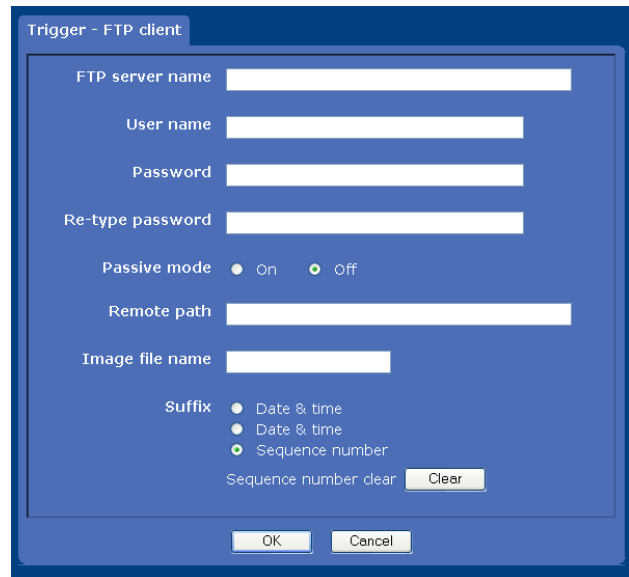 Trigger - FTP client
FTP server name
User name
Password
Re-type password
Passive mode On Off
Remote path
Image file name
Suffix Date & time
Date & time
Sequence number
Sequence number clear Clear
OK Cancel